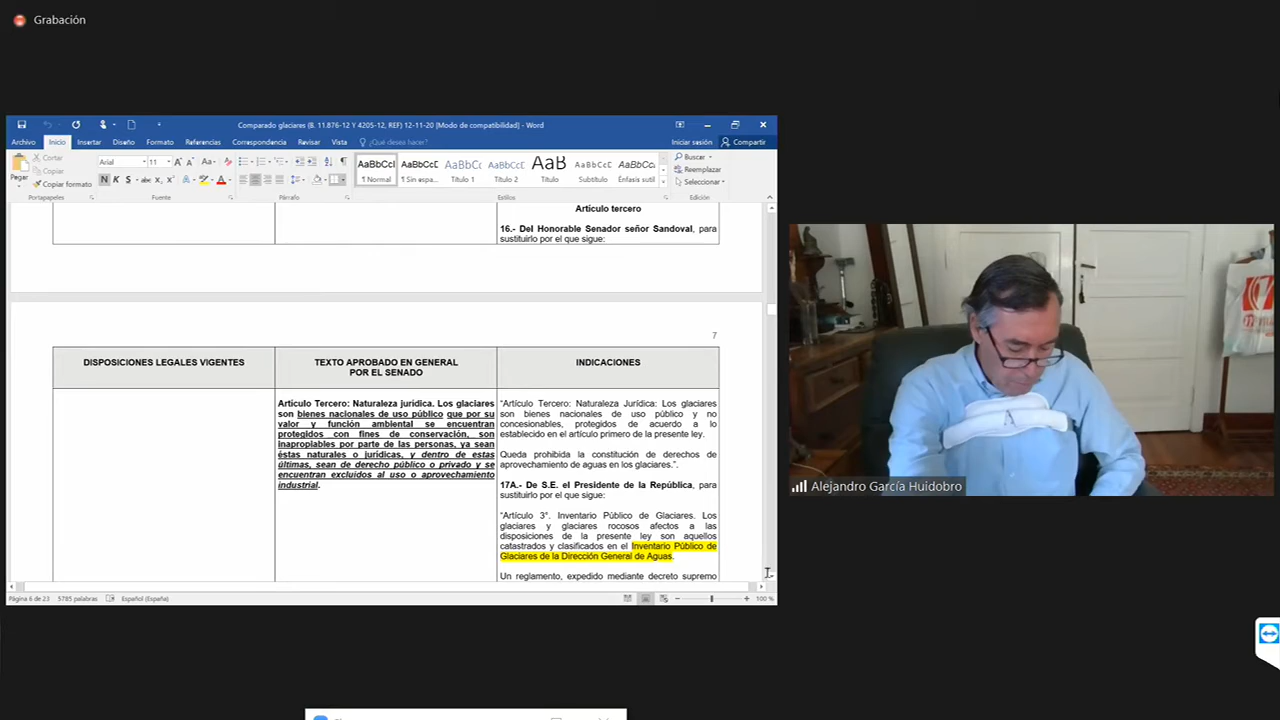 Grabación
Comparado glaciares (B. 11.876-12 Y 4205-12, REF) 12-11-20 [Modo de compatibilidad] - Word
Archivo Inicio Insertar Diseño Formato Referencias Correspondencia Revisar Vista ¿Qué desea hacer? Iniciar sesión Compartir
Pegar
Cortar
Copiar
Copiar formato
Arial 11
N K S abc x₂ x²
AaBbCcI AaBbCcD AaBbCcI AaBbCcI AaB AaBbCcD AaBbCcI
¶ Normal ¶ Sin espa... Título 1 Título 2 Título Subtítulo Énfasis sutil
Buscar
Reemplazar
Seleccionar
Portapapeles Fuente Párrafo Estilos Edición
Artículo tercero
16.- Del Honorable Senador señor Sandoval, para
sustituirlo por el que sigue:
7
DISPOSICIONES LEGALES VIGENTES
TEXTO APROBADO EN GENERAL
POR EL SENADO
INDICACIONES
Artículo Tercero: Naturaleza jurídica. Los glaciares
son bienes nacionales de uso público que por su
valor y función ambiental se encuentran
protegidos con fines de conservación, son
inapropiables por parte de las personas, ya sean
éstas naturales o jurídicas, y dentro de estas
últimas, sean de derecho público o privado y se
encuentran excluidos al uso o aprovechamiento
industrial.
“Artículo Tercero: Naturaleza Jurídica: Los glaciares
son bienes nacionales de uso público y no
concesionables, protegidos de acuerdo a lo
establecido en el artículo primero de la presente ley.
Queda prohibida la constitución de derechos de
aprovechamiento de aguas en los glaciares.”.
17A.- De S.E. el Presidente de la República, para
sustituirlo por el que sigue:
“Artículo 3°. Inventario Público de Glaciares. Los
glaciares y glaciares rocosos afectos a las
disposiciones de la presente ley son aquellos
catastrados y clasificados en el Inventario Público de
Glaciares de la Dirección General de Aguas.
Un reglamento, expedido mediante decreto supremo
Página 6 de 23 5785 palabras Español (España) 100 %
Alejandro García Huidobro